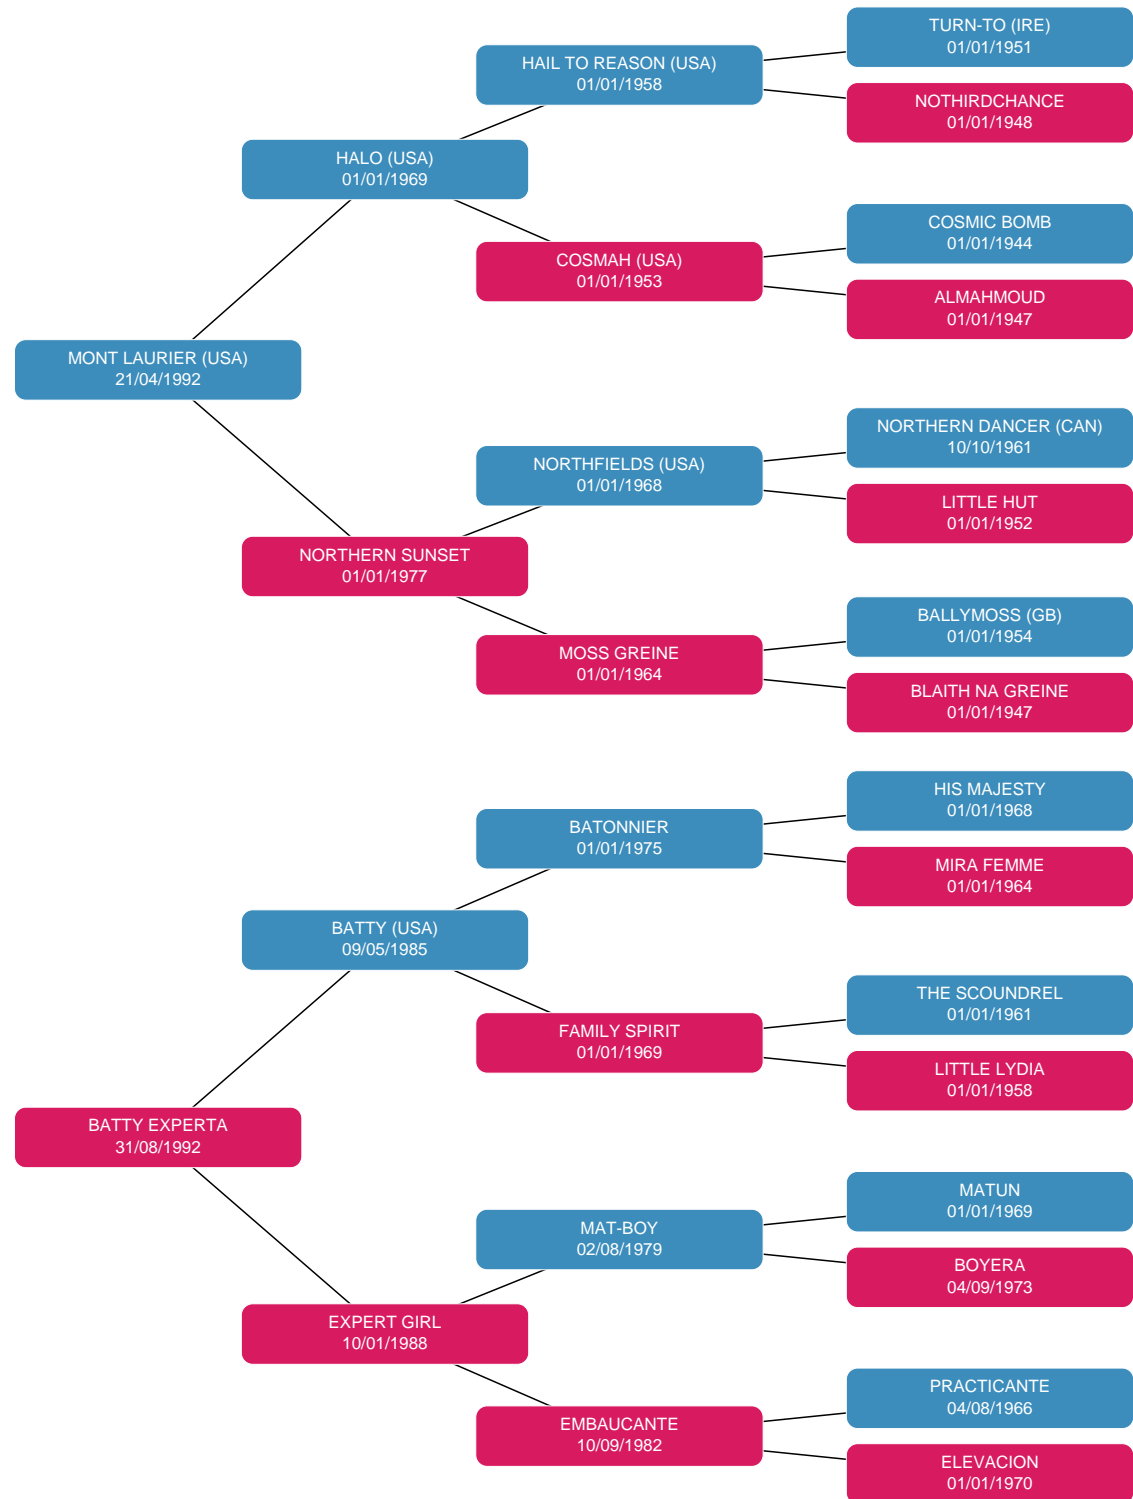 TURN-TO (IRE)
01/01/1951
HAIL TO REASON (USA)
01/01/1958
NOTHIRDCHANCE
01/01/1948
HALO (USA)
01/01/1969
COSMIC BOMB
01/01/1944
COSMAH (USA)
01/01/1953
ALMAHMOUD
01/01/1947
MONT LAURIER (USA)
21/04/1992
NORTHERN DANCER (CAN)
10/10/1961
NORTHFIELDS (USA)
01/01/1968
LITTLE HUT
01/01/1952
NORTHERN SUNSET
01/01/1977
BALLYMOSS (GB)
01/01/1954
MOSS GREINE
01/01/1964
BLAITH NA GREINE
01/01/1947
HIS MAJESTY
01/01/1968
BATONNIER
01/01/1975
MIRA FEMME
01/01/1964
BATTY (USA)
09/05/1985
THE SCOUNDREL
01/01/1961
FAMILY SPIRIT
01/01/1969
LITTLE LYDIA
01/01/1958
BATTY EXPERTA
31/08/1992
MATUN
01/01/1969
MAT-BOY
02/08/1979
BOYERA
04/09/1973
EXPERT GIRL
10/01/1988
PRACTICANTE
04/08/1966
EMBAUCANTE
10/09/1982
ELEVACION
01/01/1970